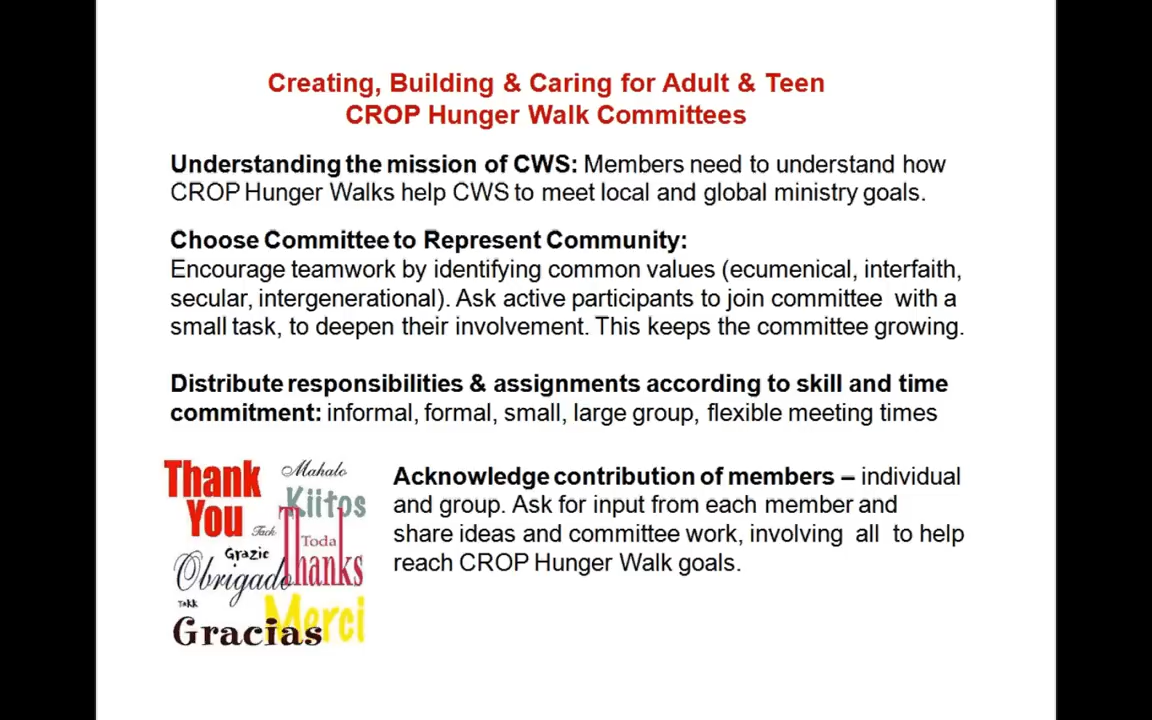 Creating, Building & Caring for Adult & Teen
CROP Hunger Walk Committees
Understanding the mission of CWS: Members need to understand how
CROP Hunger Walks help CWS to meet local and global ministry goals.
Choose Committee to Represent Community:
Encourage teamwork by identifying common values (ecumenical, interfaith,
secular, intergenerational). Ask active participants to join committee with a
small task, to deepen their involvement. This keeps the committee growing.
Distribute responsibilities & assignments according to skill and time
commitment: informal, formal, small, large group, flexible meeting times
Thank
You
Mahalo
Kiitos
Tack
Toda
Grazie
Thanks
Obrigado
Takk
Merci
Gracias
Acknowledge contribution of members – individual
and group. Ask for input from each member and
share ideas and committee work, involving all to help
reach CROP Hunger Walk goals.